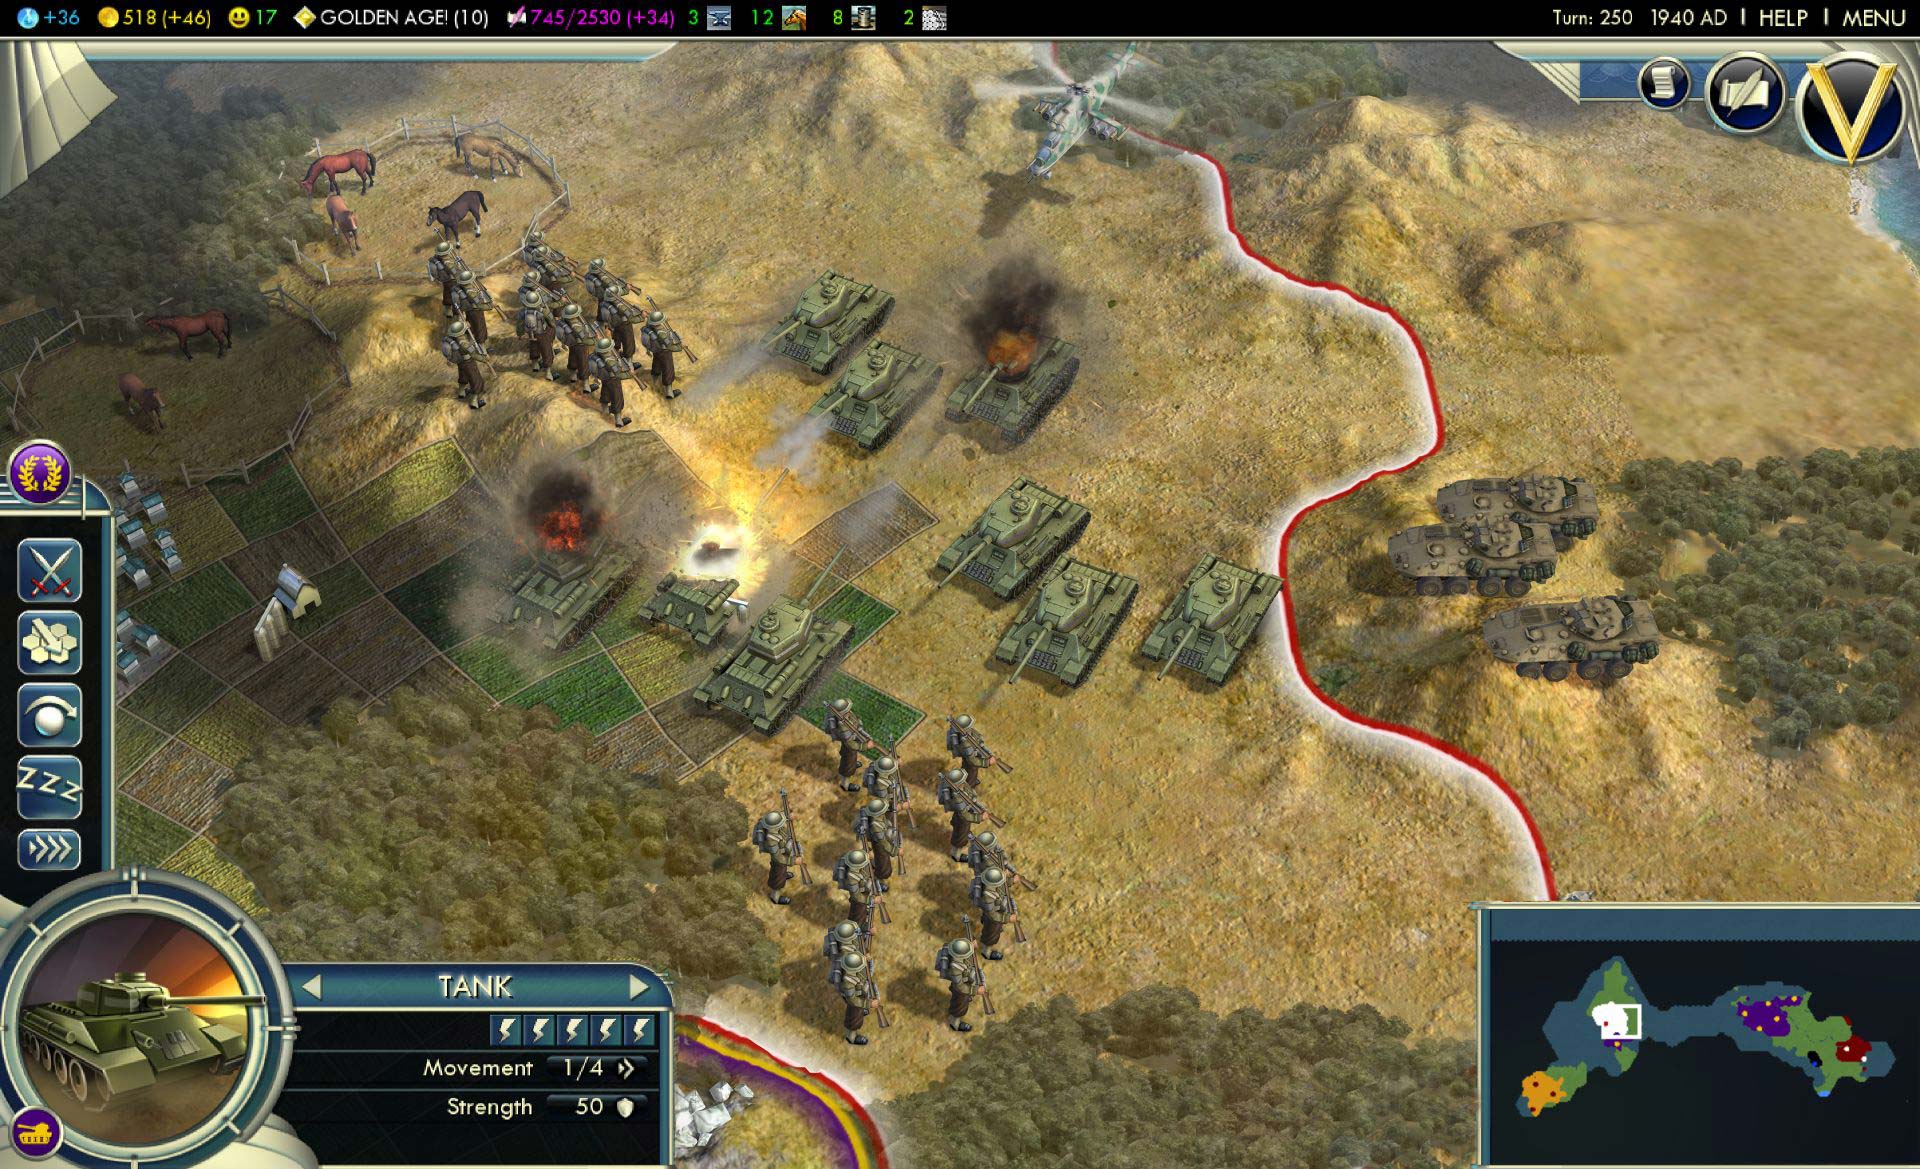 +36 518 (+46) 17 GOLDEN AGE! (10) 745/2530 (+34) 3 12 8 2 Turn: 250 1940 AD | HELP | MENU
V
ZZZ
TANK
Movement 1/4
Strength 50